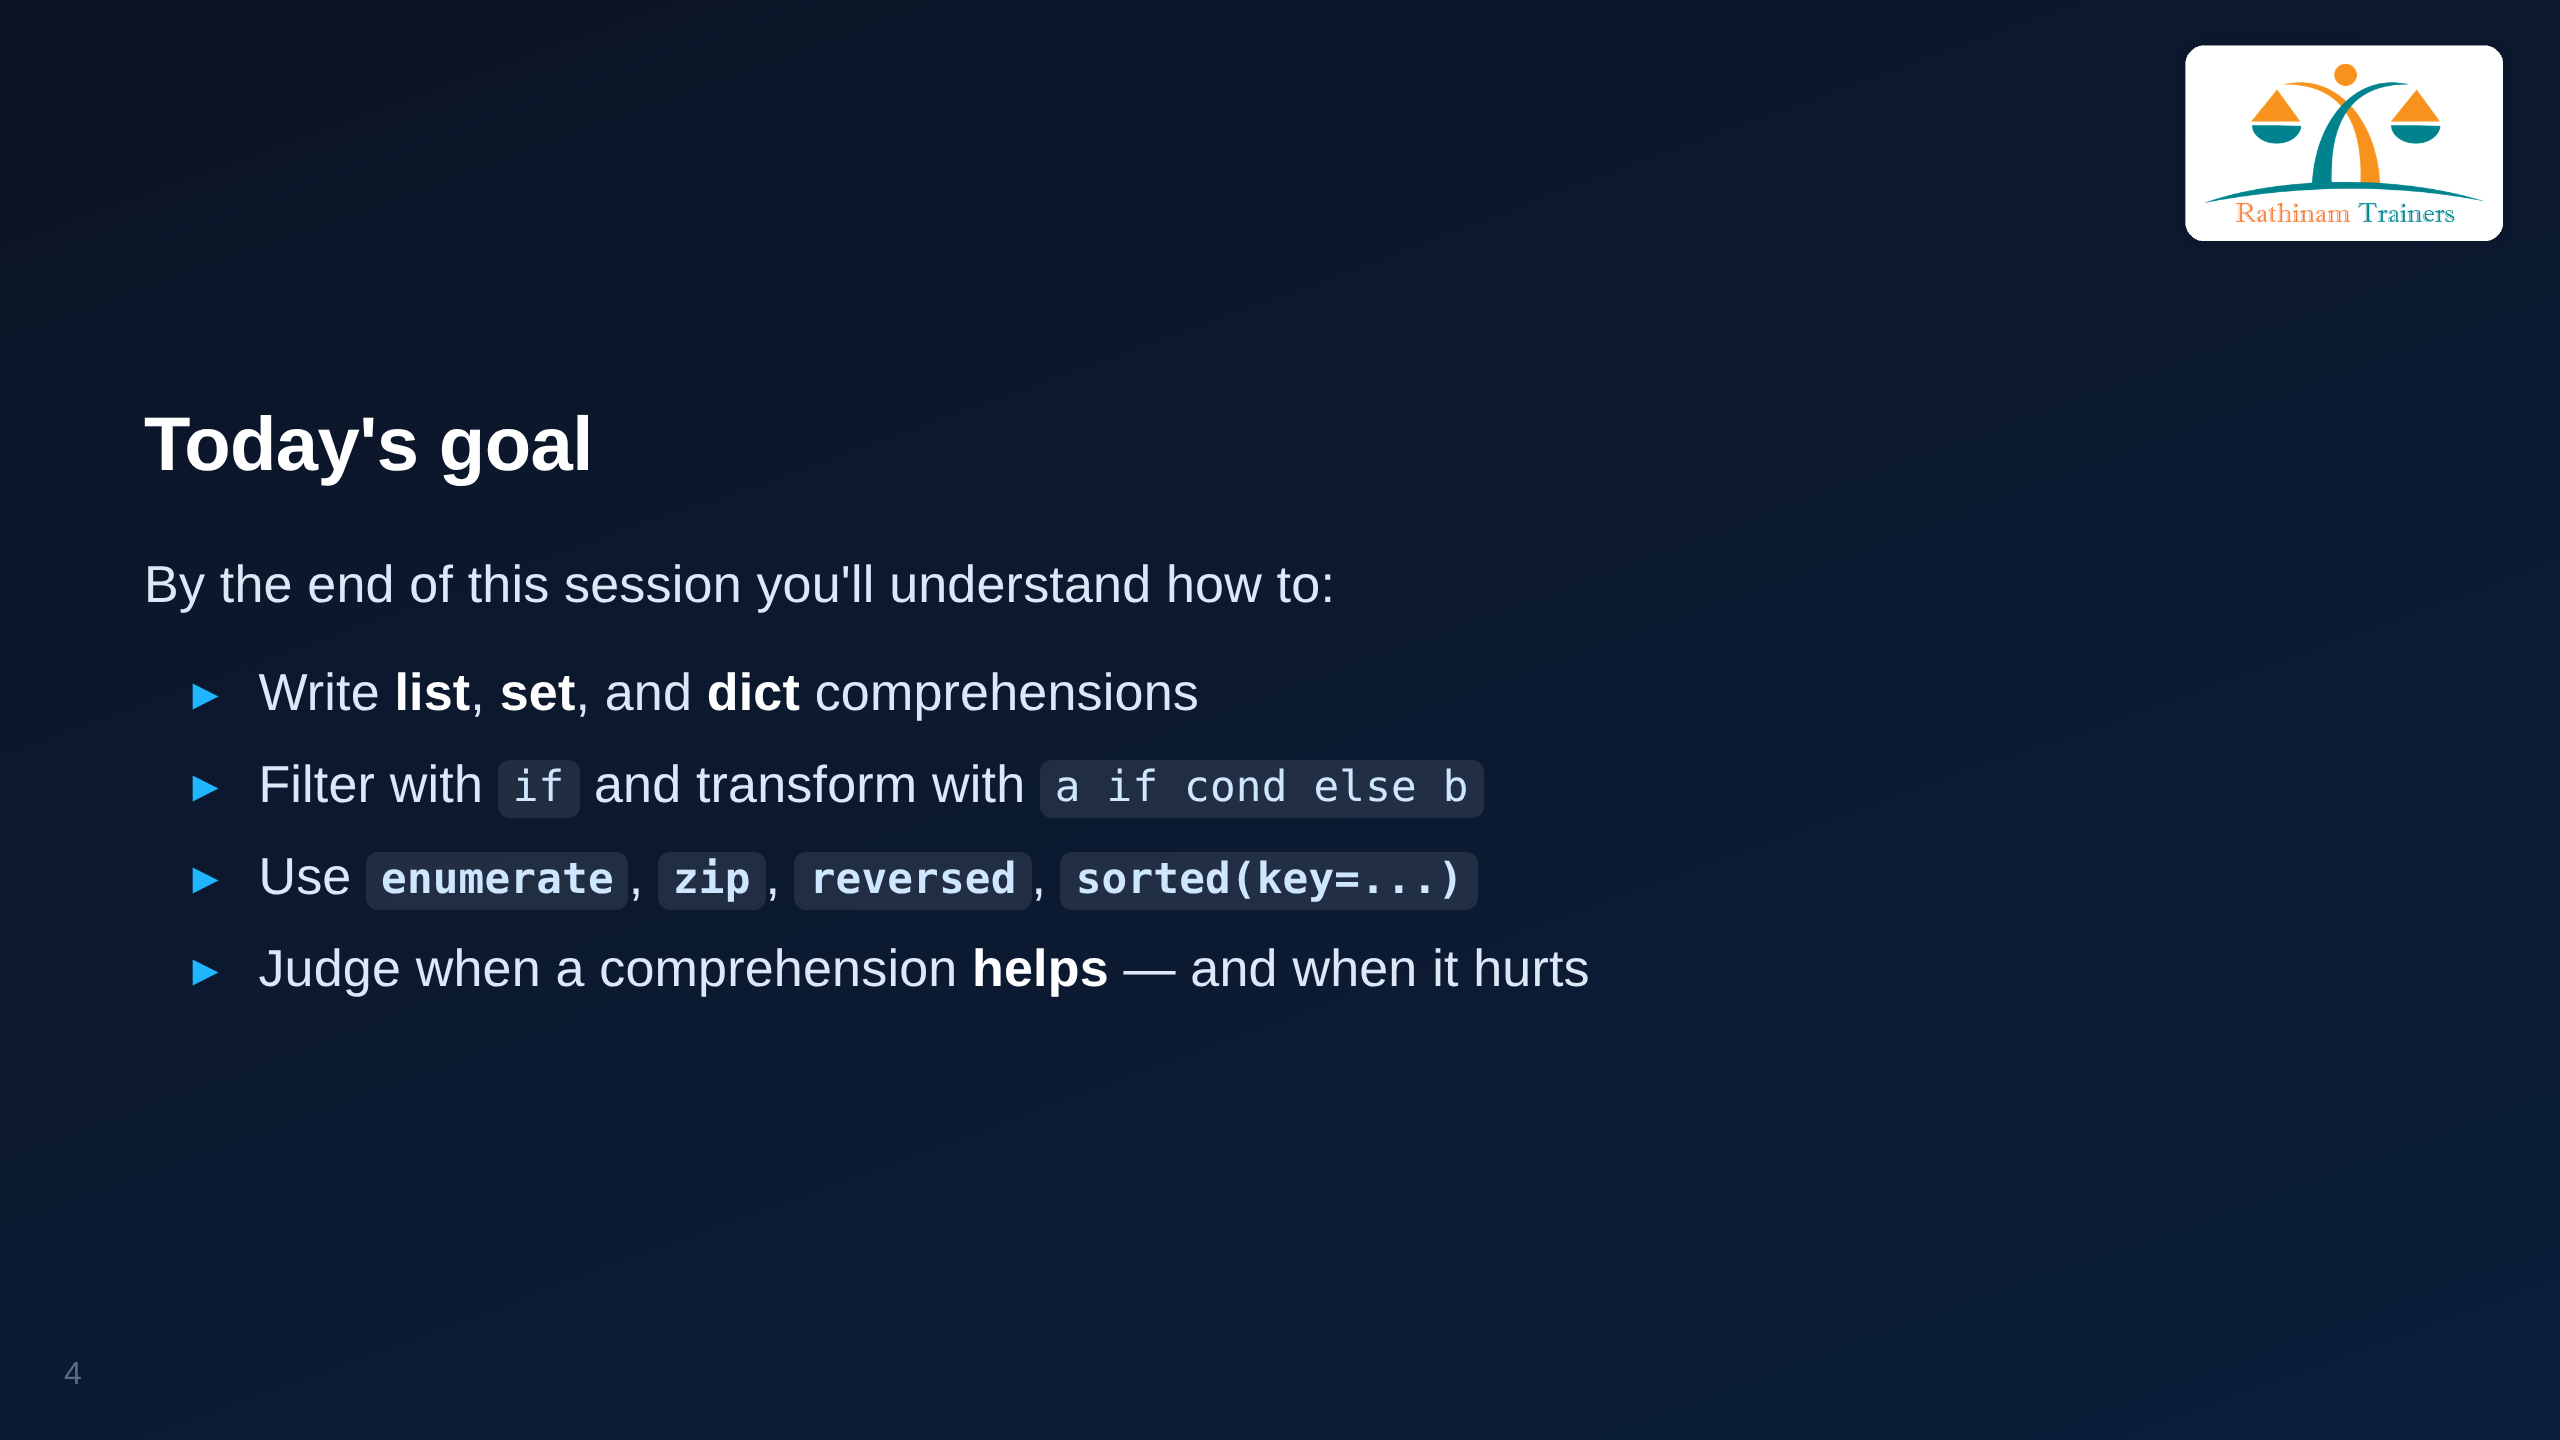 Rathinam Trainers
Today's goal
By the end of this session you'll understand how to:
► Write list, set, and dict comprehensions
► Filter with if and transform with a if cond else b
► Use enumerate, zip, reversed, sorted(key=...)
► Judge when a comprehension helps — and when it hurts
4